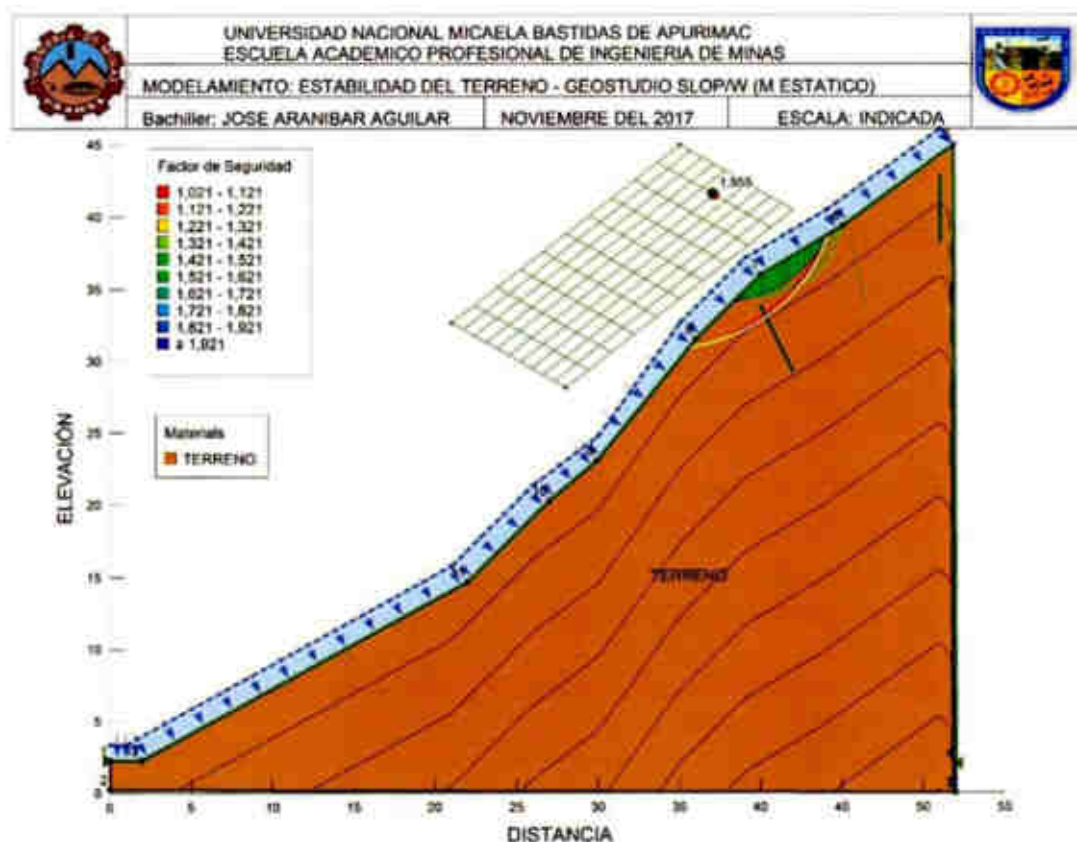 UNIVERSIDAD NACIONAL MICAELA BASTIDAS DE APURIMAC
ESCUELA ACADEMICO PROFESIONAL DE INGENIERIA DE MINAS
MODELAMIENTO: ESTABILIDAD DEL TERRENO - GEOSTUDIO SLOP/W (M ESTATICO)
Bachiller: JOSE ARANIBAR AGUILAR
NOVIEMBRE DEL 2017
ESCALA: INDICADA
Factor de Seguridad
1,021 - 1,121
1,121 - 1,221
1,221 - 1,321
1,321 - 1,421
1,421 - 1,521
1,521 - 1,621
1,621 - 1,721
1,721 - 1,821
1,821 - 1,921
≥ 1,921
Materials
TERRENO
ELEVACIÓN
45
40
35
30
25
20
15
10
5
0
TERRENO
0 5 10 15 20 25 30 35 40 45 50 55
DISTANCIA